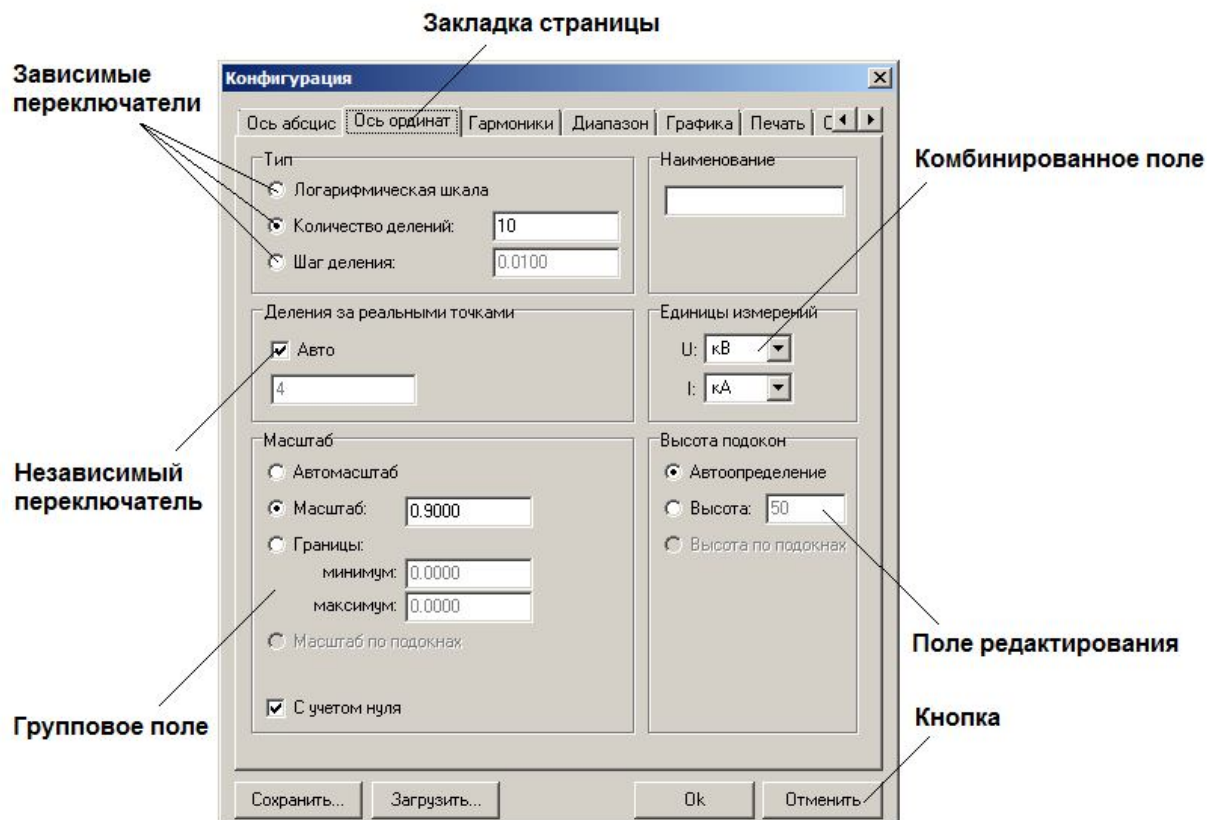 Закладка страницы
Зависимые
переключатели
Конфигурация
Ось абсцис Ось ординат Гармоники Диапазон Графика Печать
Тип
Логарифмическая шкала
Количество делений: 10
Шаг деления: 0.0100
Наименование
Комбинированное поле
Деления за реальными точками
Авто
4
Единицы измерений
U: кВ
I: кА
Независимый
переключатель
Масштаб
Автомасштаб
Масштаб: 0.9000
Границы:
минимум: 0.0000
максимум: 0.0000
Масштаб по подокнах
С учетом нуля
Высота подокон
Автоопределение
Высота: 50
Высота по подокнах
Поле редактирования
Групповое поле
Кнопка
Сохранить... Загрузить... Ok Отменить